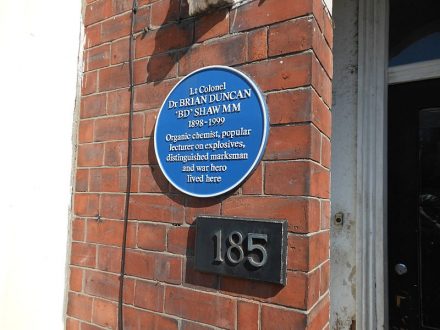 Lt Colonel
Dr BRIAN DUNCAN
'BD' SHAW MM
1898-1999
Organic chemist, popular
lecturer on explosives,
distinguished marksman
and war hero
lived here
185